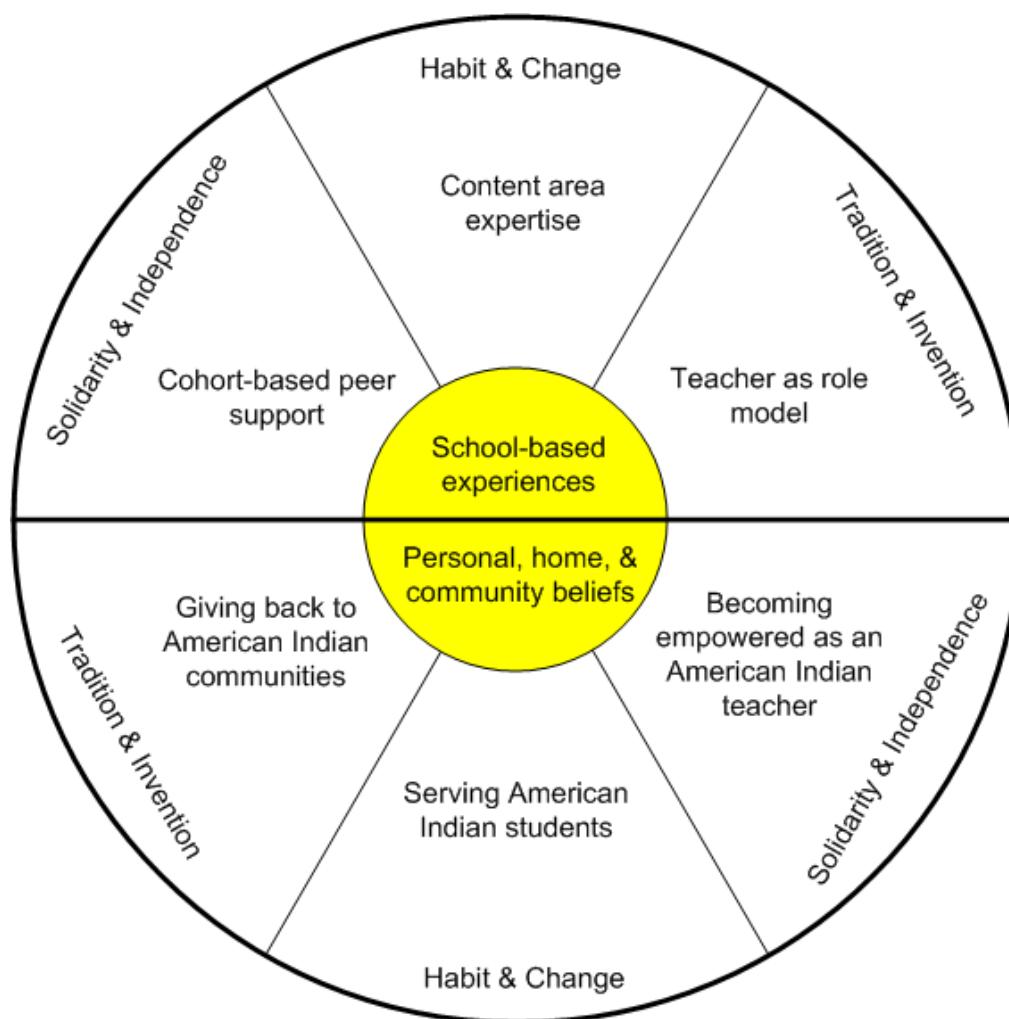 Habit & Change
Content area
expertise
Solidarity & Independence
Tradition & Invention
Cohort-based peer
support
Teacher as role
model
School-based
experiences
Personal, home, &
community beliefs
Giving back to
American Indian
communities
Becoming
empowered as an
American Indian
teacher
Tradition & Invention
Solidarity & Independence
Serving American
Indian students
Habit & Change